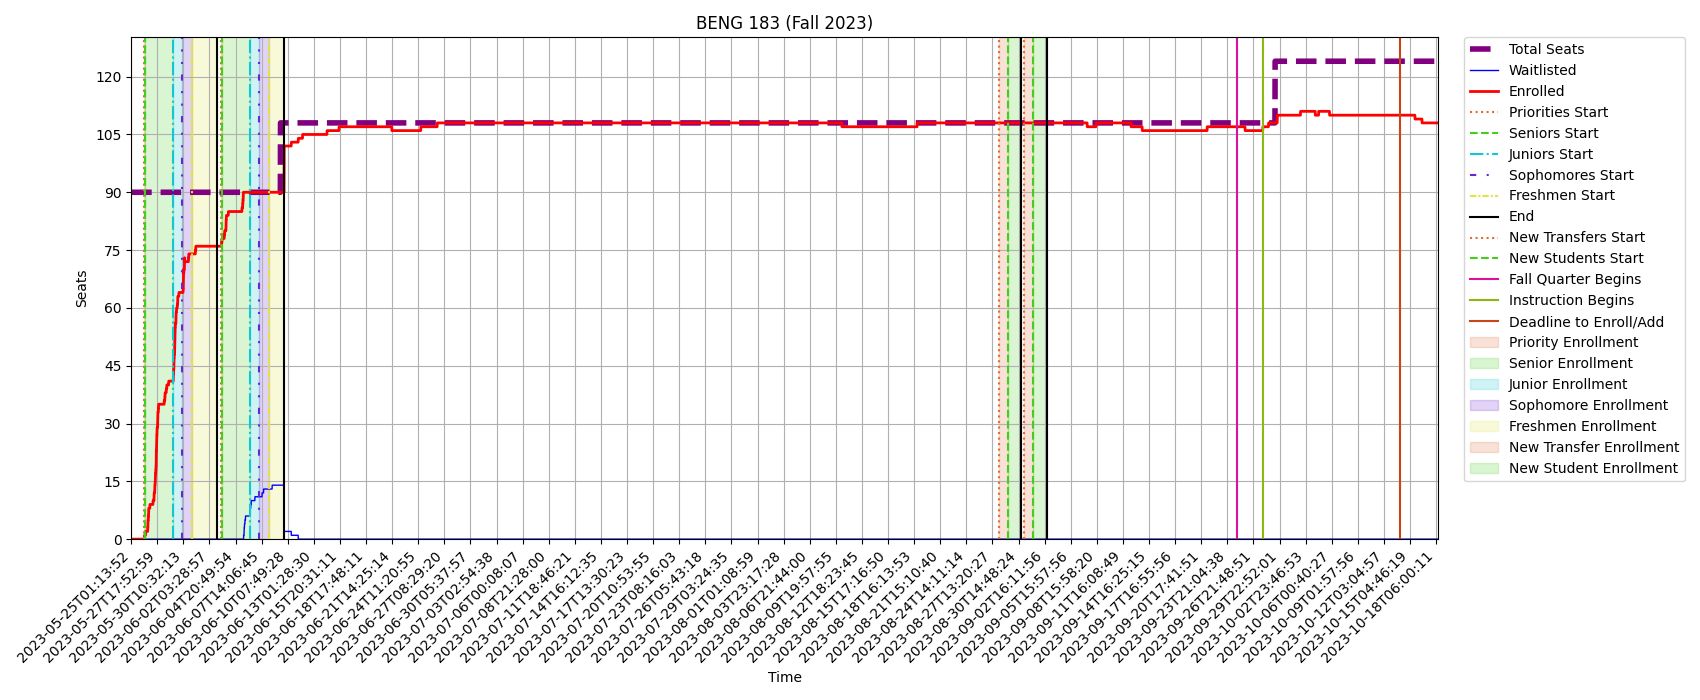 BENG 183 (Fall 2023)
Seats
120
105
90
75
60
45
30
15
0
2023-05-25T01:13:52
2023-05-27T17:52:59
2023-05-30T10:32:13
2023-06-02T03:28:57
2023-06-04T20:49:54
2023-06-07T14:06:45
2023-06-10T07:49:28
2023-06-13T01:28:30
2023-06-15T20:31:11
2023-06-18T17:48:11
2023-06-21T14:25:14
2023-06-24T11:20:55
2023-06-27T08:29:20
2023-06-30T05:37:57
2023-07-03T02:54:38
2023-07-06T00:08:07
2023-07-08T21:28:00
2023-07-11T18:46:21
2023-07-14T16:12:35
2023-07-17T13:30:23
2023-07-20T10:53:55
2023-07-23T08:16:03
2023-07-26T05:43:18
2023-07-29T03:24:35
2023-08-01T01:08:59
2023-08-03T23:17:28
2023-08-06T21:44:00
2023-08-09T19:57:55
2023-08-12T18:23:45
2023-08-15T17:16:50
2023-08-18T16:13:53
2023-08-21T15:10:40
2023-08-24T14:11:14
2023-08-27T13:20:27
2023-08-30T14:48:24
2023-09-02T16:11:56
2023-09-05T15:57:56
2023-09-08T15:58:20
2023-09-11T16:08:49
2023-09-14T16:25:15
2023-09-17T16:55:56
2023-09-20T17:41:51
2023-09-23T21:04:38
2023-09-26T21:48:51
2023-09-29T22:52:01
2023-10-02T23:46:53
2023-10-06T00:40:27
2023-10-09T01:57:56
2023-10-12T03:04:57
2023-10-15T04:46:19
2023-10-18T06:00:11
Time
Total Seats
Waitlisted
Enrolled
Priorities Start
Seniors Start
Juniors Start
Sophomores Start
Freshmen Start
End
New Transfers Start
New Students Start
Fall Quarter Begins
Instruction Begins
Deadline to Enroll/Add
Priority Enrollment
Senior Enrollment
Junior Enrollment
Sophomore Enrollment
Freshmen Enrollment
New Transfer Enrollment
New Student Enrollment